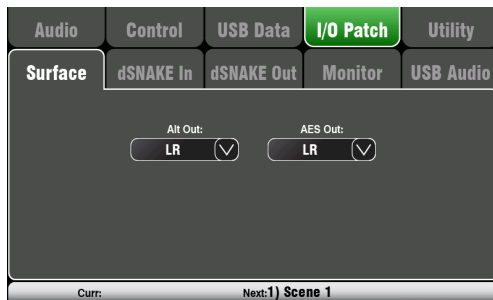 Audio Control USB Data I/O Patch Utility
Surface dSNAKE In dSNAKE Out Monitor USB Audio
Alt Out: AES Out:
LR LR
Curr: Next:1) Scene 1